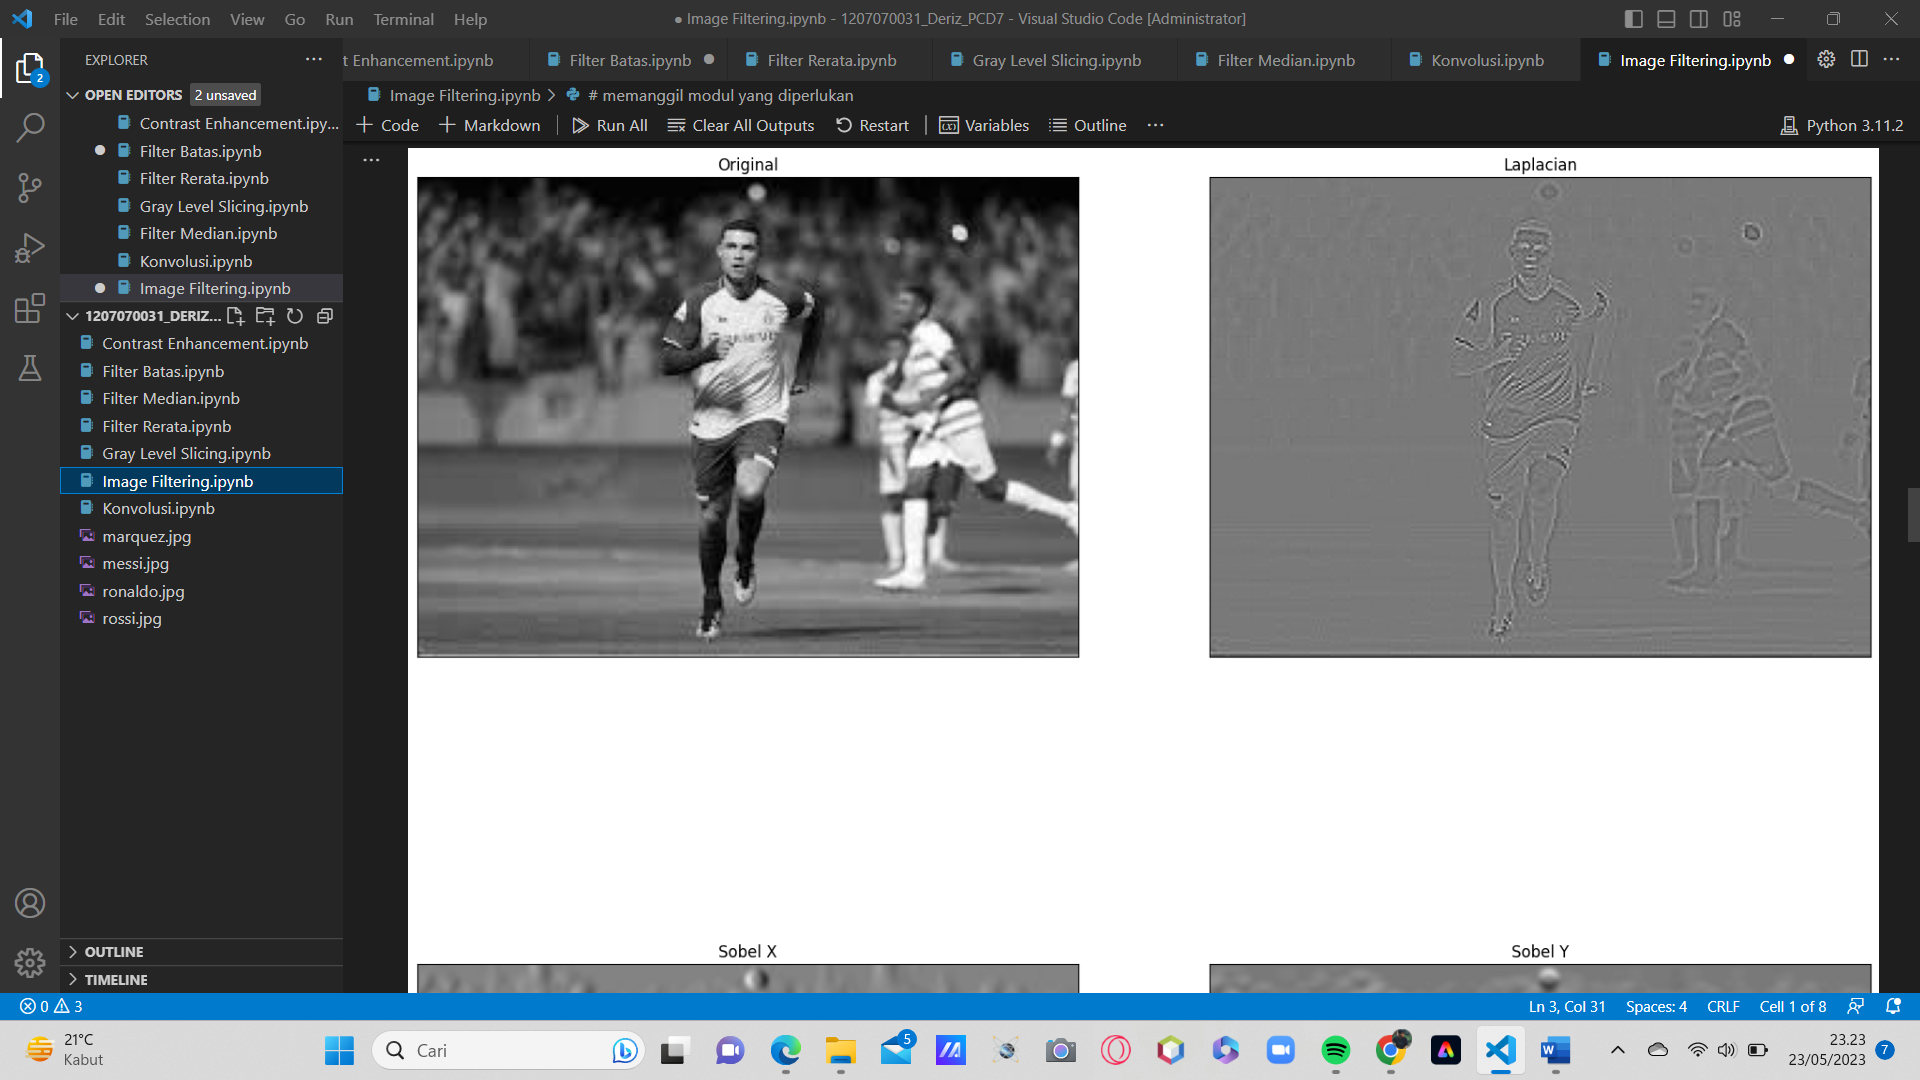 File Edit Selection View Go Run Terminal Help
● Image Filtering.ipynb - 1207070031_Deriz_PCD7 - Visual Studio Code [Administrator]
EXPLORER
t Enhancement.ipynb
Filter Batas.ipynb
Filter Rerata.ipynb
Gray Level Slicing.ipynb
Filter Median.ipynb
Konvolusi.ipynb
Image Filtering.ipynb
OPEN EDITORS 2 unsaved
Image Filtering.ipynb > # memanggil modul yang diperlukan
+ Code + Markdown Run All Clear All Outputs Restart Variables Outline ...
Python 3.11.2
Contrast Enhancement.ipy...
Filter Batas.ipynb
Filter Rerata.ipynb
Gray Level Slicing.ipynb
Filter Median.ipynb
Konvolusi.ipynb
Image Filtering.ipynb
1207070031_DERIZ...
Contrast Enhancement.ipynb
Filter Batas.ipynb
Filter Median.ipynb
Filter Rerata.ipynb
Gray Level Slicing.ipynb
Image Filtering.ipynb
Konvolusi.ipynb
marquez.jpg
messi.jpg
ronaldo.jpg
rossi.jpg
OUTLINE
TIMELINE
Original
Laplacian
Sobel X
Sobel Y
0 3
Ln 3, Col 31 Spaces: 4 CRLF Cell 1 of 8
21°C
Kabut
Cari
5
2
23.23
23/05/2023
7